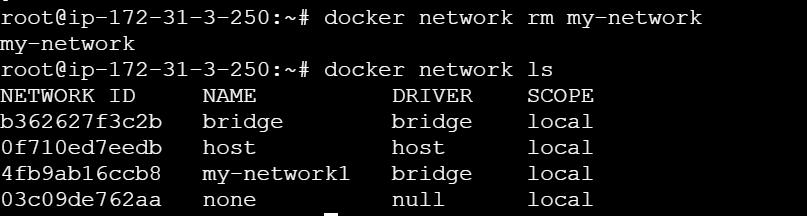 root@ip-172-31-3-250:~# docker network rm my-network
my-network
root@ip-172-31-3-250:~# docker network ls
NETWORK ID     NAME          DRIVER    SCOPE
b362627f3c2b   bridge        bridge    local
0f710ed7eedb   host          host      local
4fb9ab16ccb8   my-network1   bridge    local
03c09de762aa   none          null      local